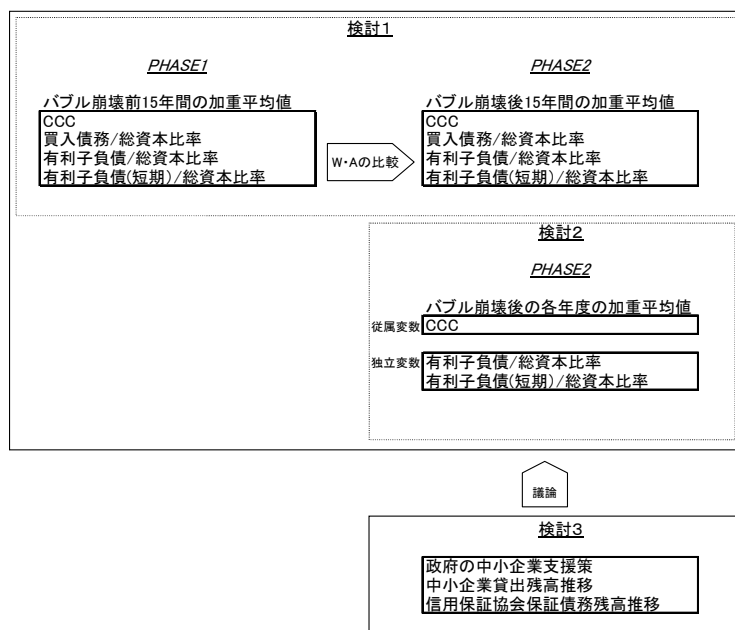 検討1
PHASE1
バブル崩壊前15年間の加重平均値
CCC
買入債務/総資本比率
有利子負債/総資本比率
有利子負債(短期)/総資本比率
W・Aの比較
PHASE2
バブル崩壊後15年間の加重平均値
CCC
買入債務/総資本比率
有利子負債/総資本比率
有利子負債(短期)/総資本比率
検討2
PHASE2
バブル崩壊後の各年度の加重平均値
従属変数
CCC
独立変数
有利子負債/総資本比率
有利子負債(短期)/総資本比率
議論
検討3
政府の中小企業支援策
中小企業貸出残高推移
信用保証協会保証債務残高推移